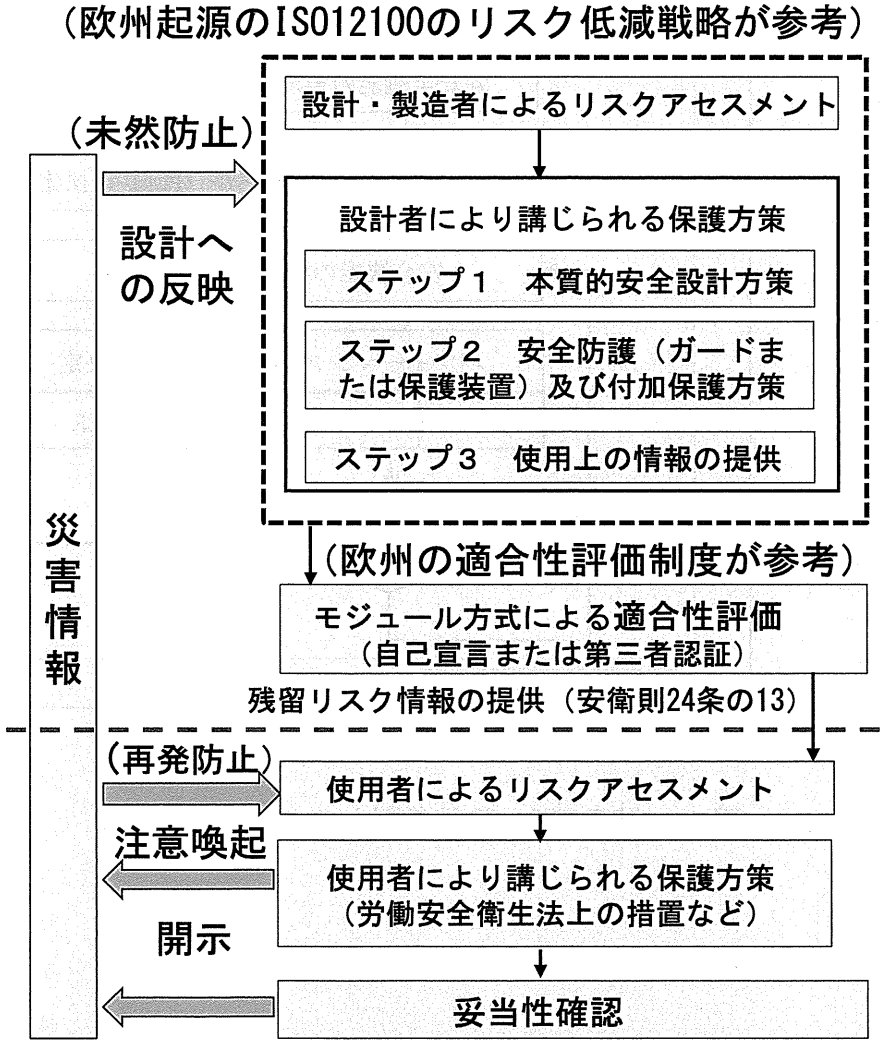 (欧州起源のISO12100のリスク低減戦略が参考)
設計・製造者によるリスクアセスメント
(未然防止)
設計へ
の反映
設計者により講じられる保護方策
ステップ1 本質的安全設計方策
ステップ2 安全防護(ガードま
たは保護装置)及び付加保護方策
ステップ3 使用上の情報の提供
災害情報
(欧州の適合性評価制度が参考)
モジュール方式による適合性評価
(自己宣言または第三者認証)
残留リスク情報の提供(安衛則24条の13)
(再発防止)
使用者によるリスクアセスメント
注意喚起
使用者により講じられる保護方策
(労働安全衛生法上の措置など)
開示
妥当性確認